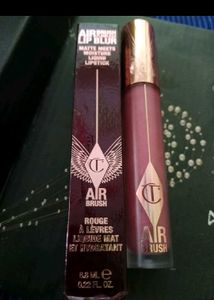 AIRBRUSH
LIP BLUR
MATTE MEETS
MOISTURE
LIQUID
LIPSTICK
CT
AIR
BRUSH
ROUGE
À LÈVRES
LIQUIDE MAT
ET HYDRATANT
6.8 ML ℮
0.22 FL. OZ.
CT
AIR
BRUSH